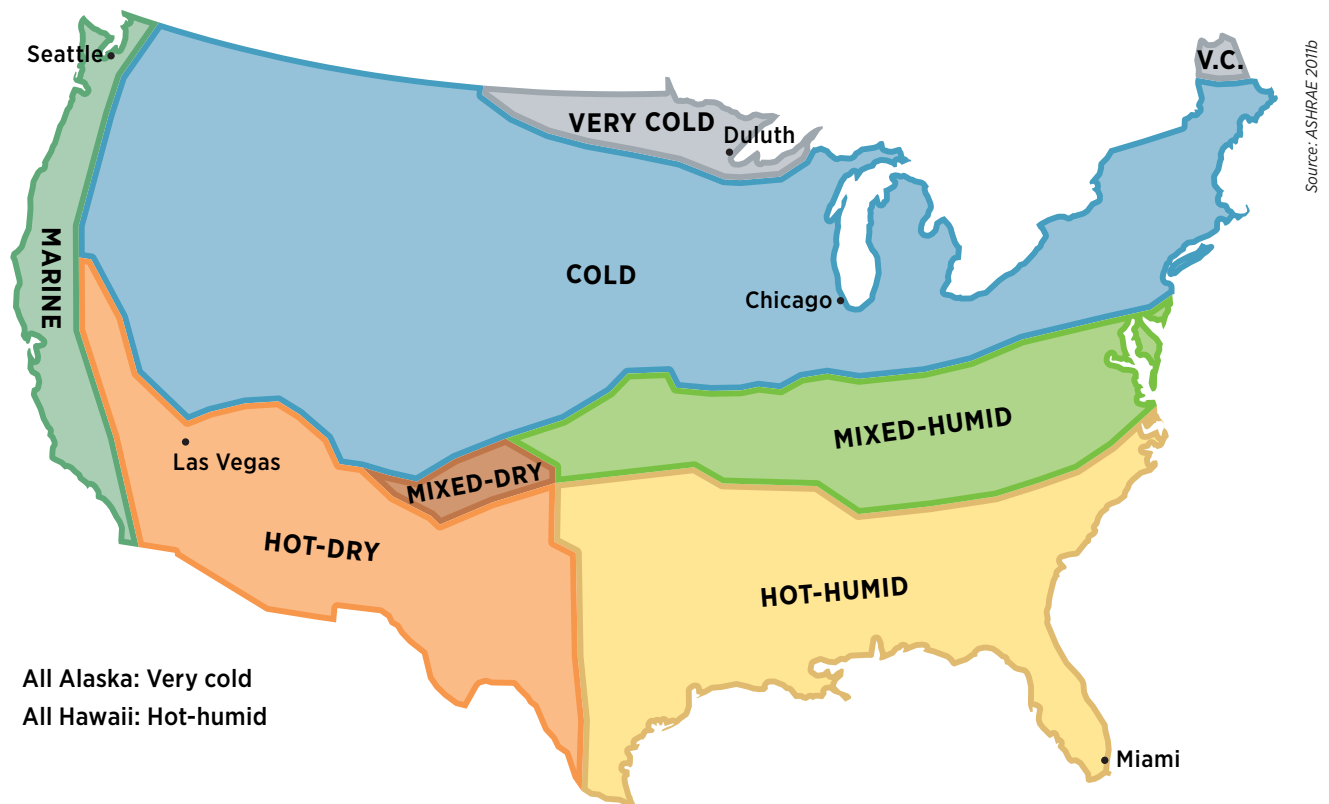 Seattle
V.C.
Source: ASHRAE 2011b
VERY COLD
Duluth
MARINE
COLD
Chicago
MIXED-HUMID
Las Vegas
MIXED-DRY
HOT-DRY
HOT-HUMID
All Alaska: Very cold
All Hawaii: Hot-humid
Miami